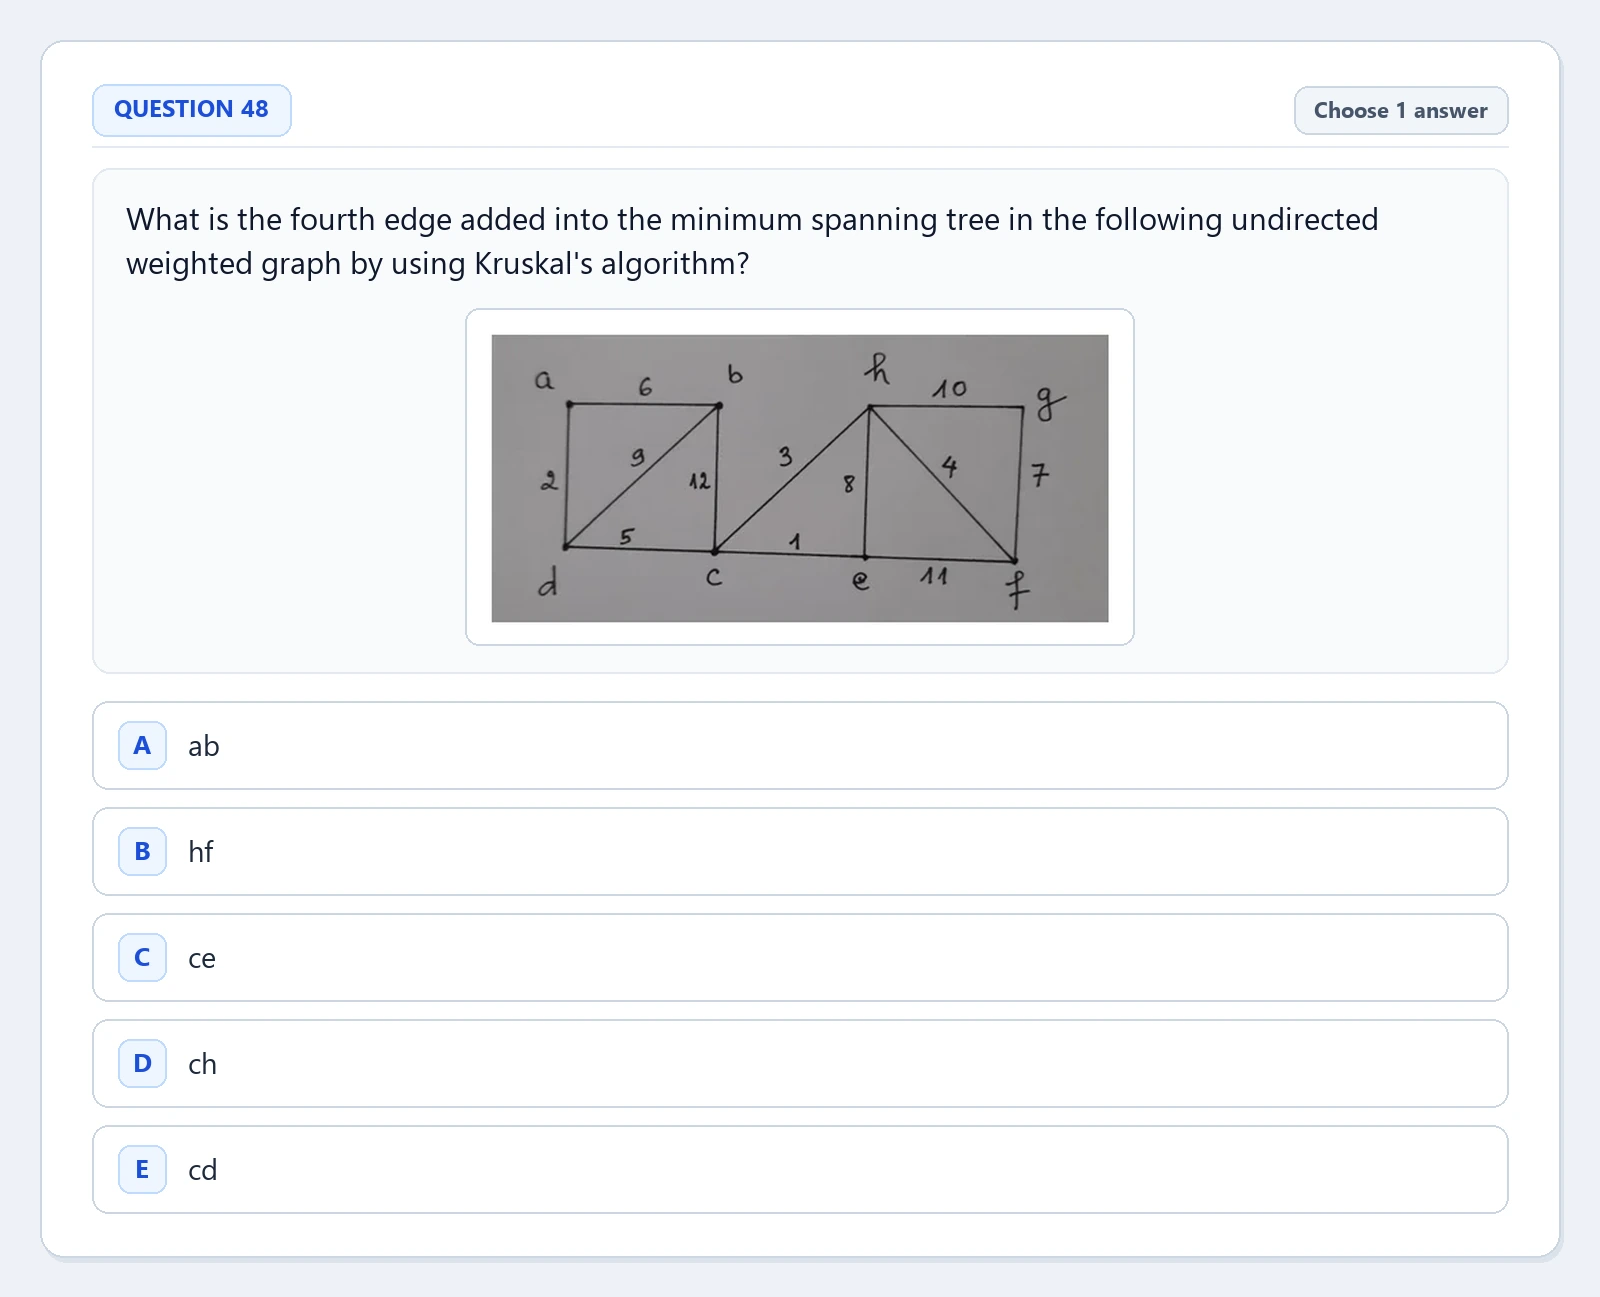 QUESTION 48
Choose 1 answer
What is the fourth edge added into the minimum spanning tree in the following undirected
weighted graph by using Kruskal's algorithm?
a
6
b
h
10
g
2
9
12
3
8
4
7
5
1
d
c
e
11
f
A ab
B hf
C ce
D ch
E cd